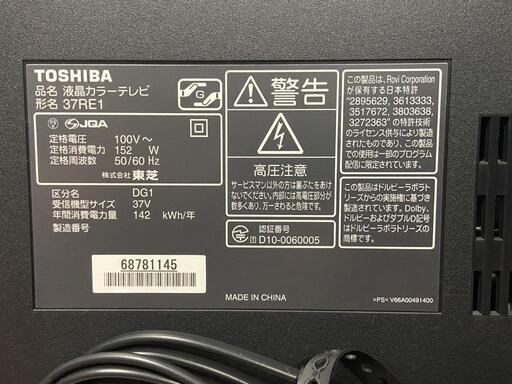 TOSHIBA
品名 液晶カラーテレビ
形名 37RE1
G
JQA
定格電圧 100V～
定格消費電力 152 W
定格周波数 50/60 Hz
株式会社 東芝
区分名 DG1
受信機型サイズ 37V
年間消費電力量 142 kWh/年
製造番号
68781145
警告
高圧注意
サービスマン以外の方は裏ぶたをあけ
ないでください。内部には高電圧部分が
数多くあり、万一さわると危険です。
認証番号
T D10-0060005
MADE IN CHINA
この製品は、Rovi Corporation
が保有する日本特許
"2895629, 3613333,
3517672, 3803638,
3272363" の特許技術
のライセンス供与により製造
されたもので、この製品での
使用は一部のプログラム
配信に限られています。
この製品はドルビーラボラト
リーズからの実施権に基づ
き製造されています。Dolby、
ドルビーおよびダブルD記号
はドルビーラボラトリーズの
商標です。
>PS< V66A00491400